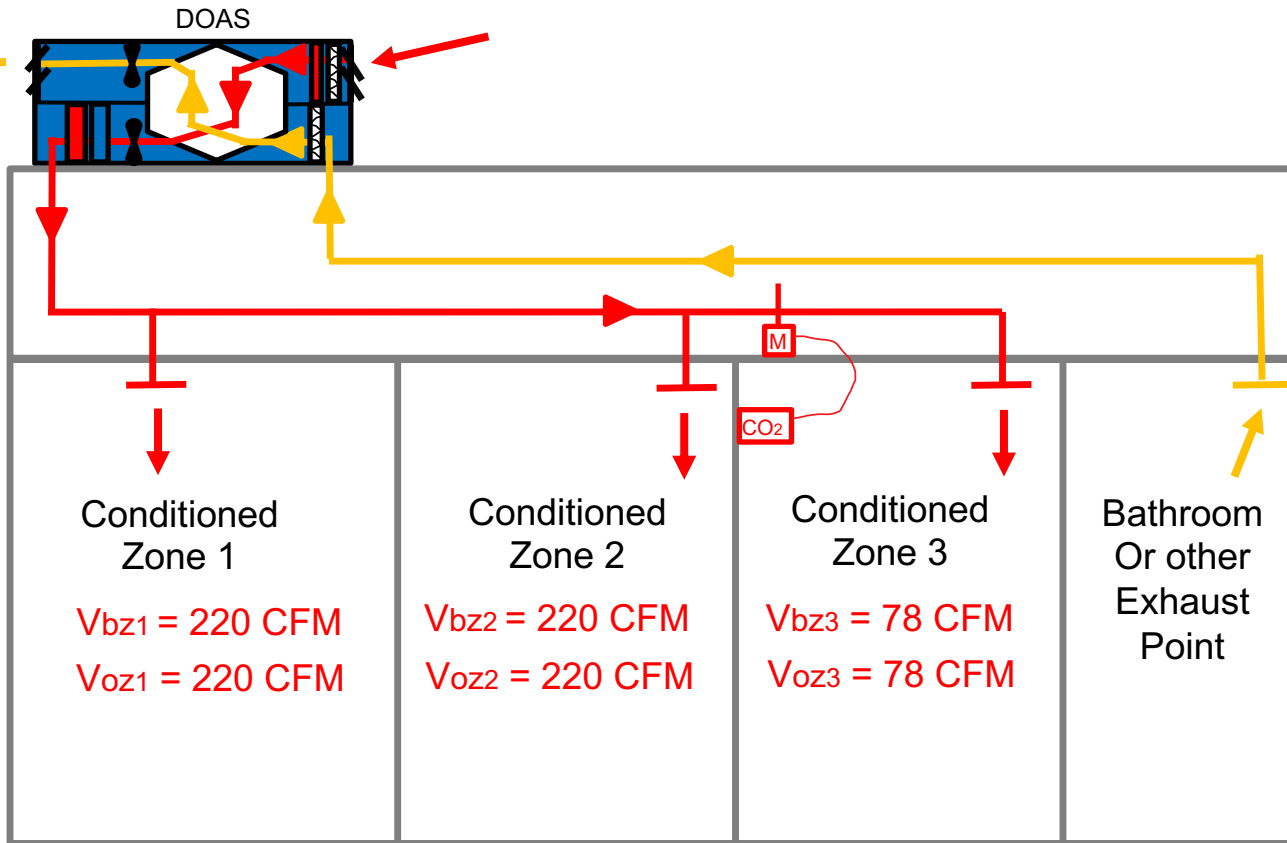 DOAS
M
CO2
Conditioned
Zone 1
Vbz1 = 220 CFM
Voz1 = 220 CFM
Conditioned
Zone 2
Vbz2 = 220 CFM
Voz2 = 220 CFM
Conditioned
Zone 3
Vbz3 = 78 CFM
Voz3 = 78 CFM
Bathroom
Or other
Exhaust
Point